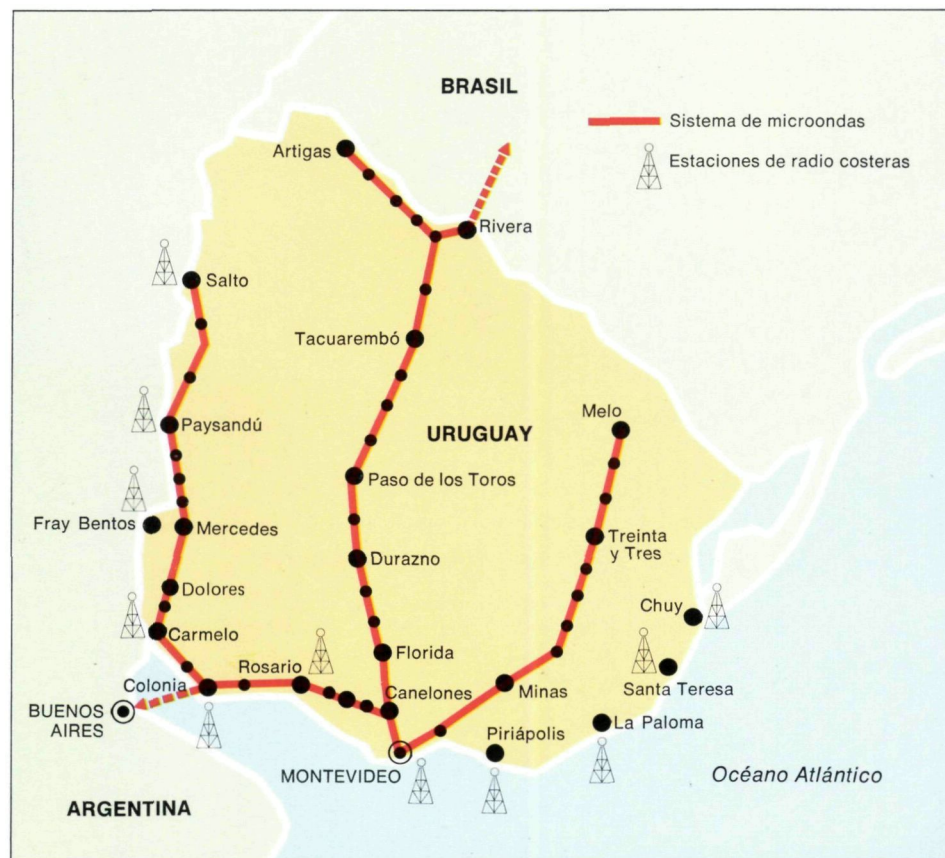 BRASIL
Sistema de microondas
Estaciones de radio costeras
Artigas
Rivera
Salto
Tacuarembó
Paysandú
URUGUAY
Melo
Paso de los Toros
Fray Bentos
Mercedes
Treinta
y Tres
Durazno
Dolores
Chuy
Carmelo
Florida
Rosario
Santa Teresa
Colonia
Canelones
Minas
BUENOS
AIRES
La Paloma
Piriápolis
MONTEVIDEO
Océano Atlántico
ARGENTINA